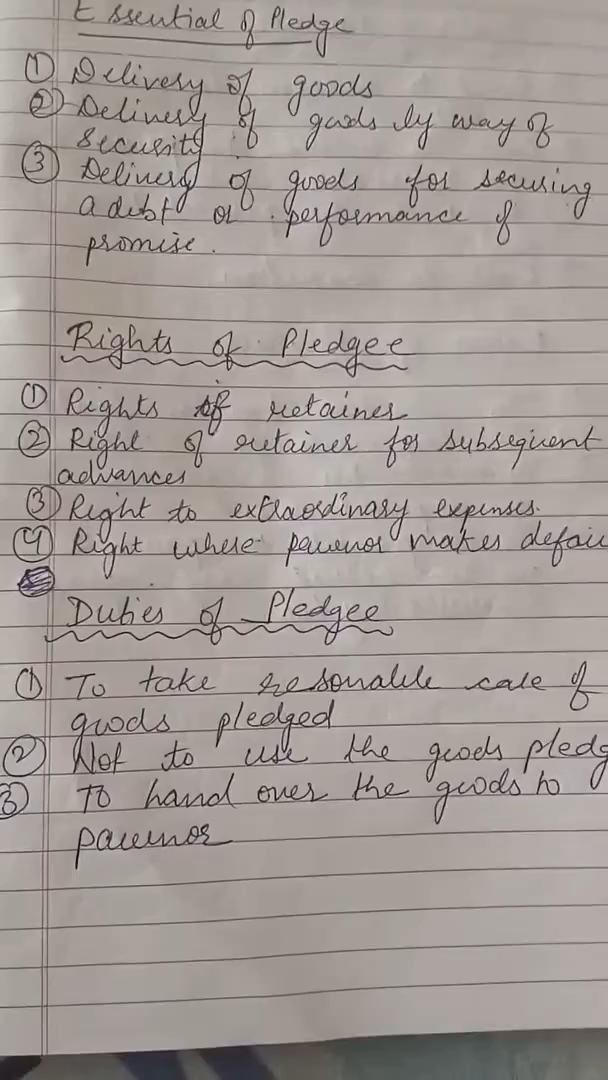 Essential of Pledge
① Delivery of goods
② Delivery of goods by way of
security
③ Delivery of goods for securing
a debt or performance of
promise.
Rights of Pledgee
① Rights of retainer
② Right of retainer for subsequent
advances
③ Right to extraordinary expenses.
④ Right where pawnor makes defau
Duties of Pledgee
① To take resonable care of
goods pledged
② Not to use the goods pledg
③ To hand over the goods to
pawnor